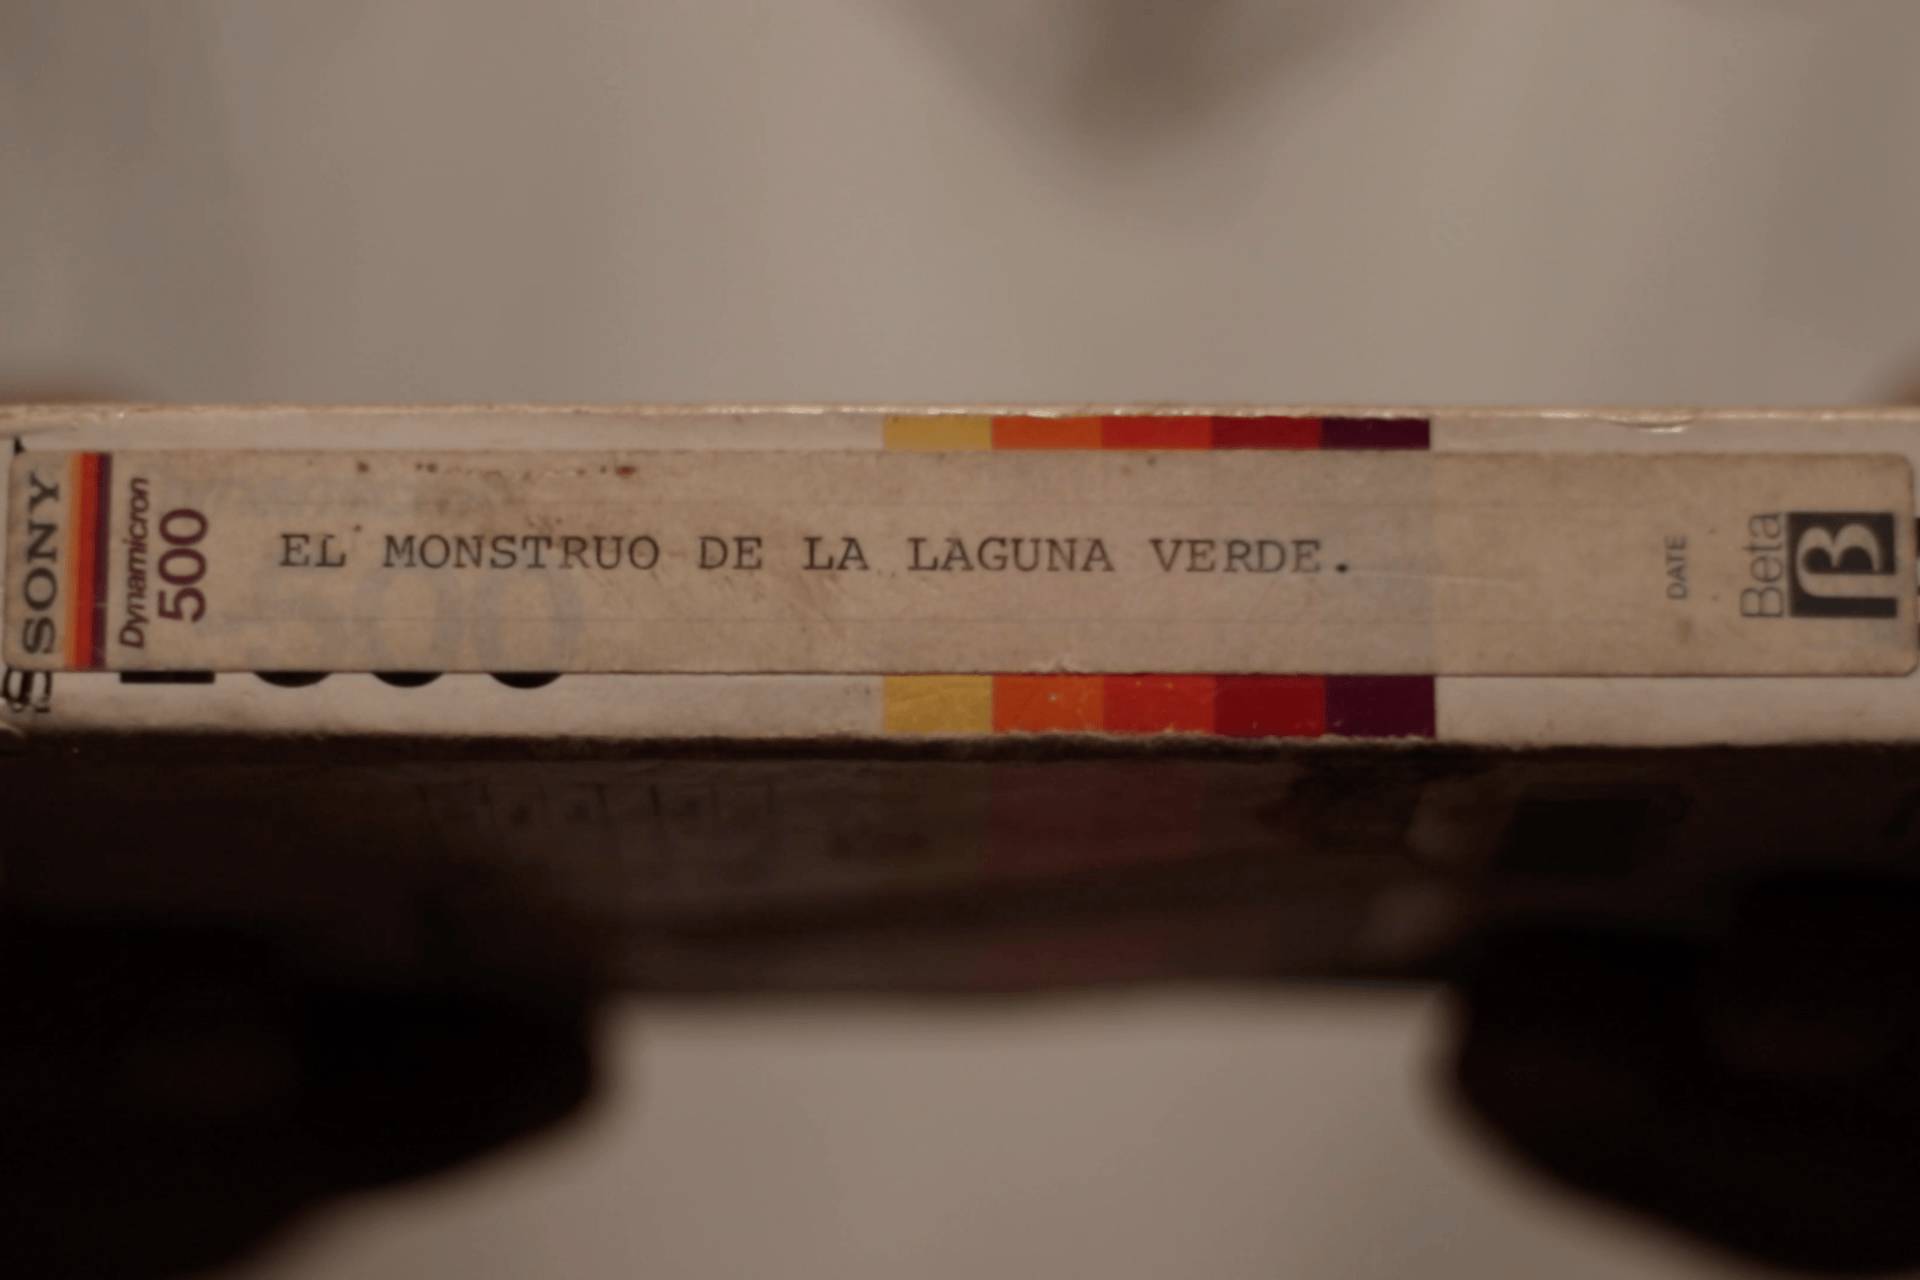 SONY
Dynamicron
500
EL MONSTRUO DE LA LAGUNA VERDE.
DATE
Beta
β